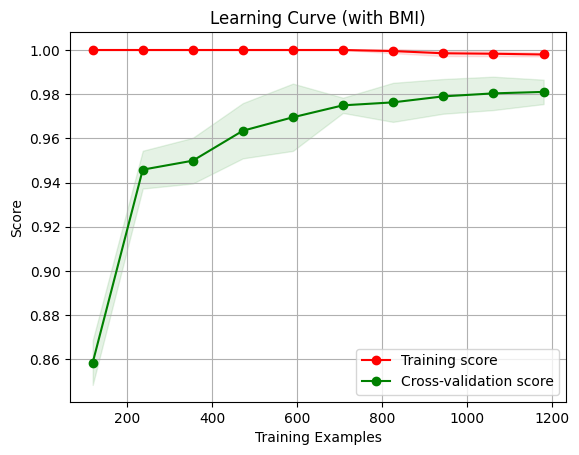 Learning Curve (with BMI)
Score
1.00
0.98
0.96
0.94
0.92
0.90
0.88
0.86
200
400
600
800
1000
1200
Training Examples
Training score
Cross-validation score